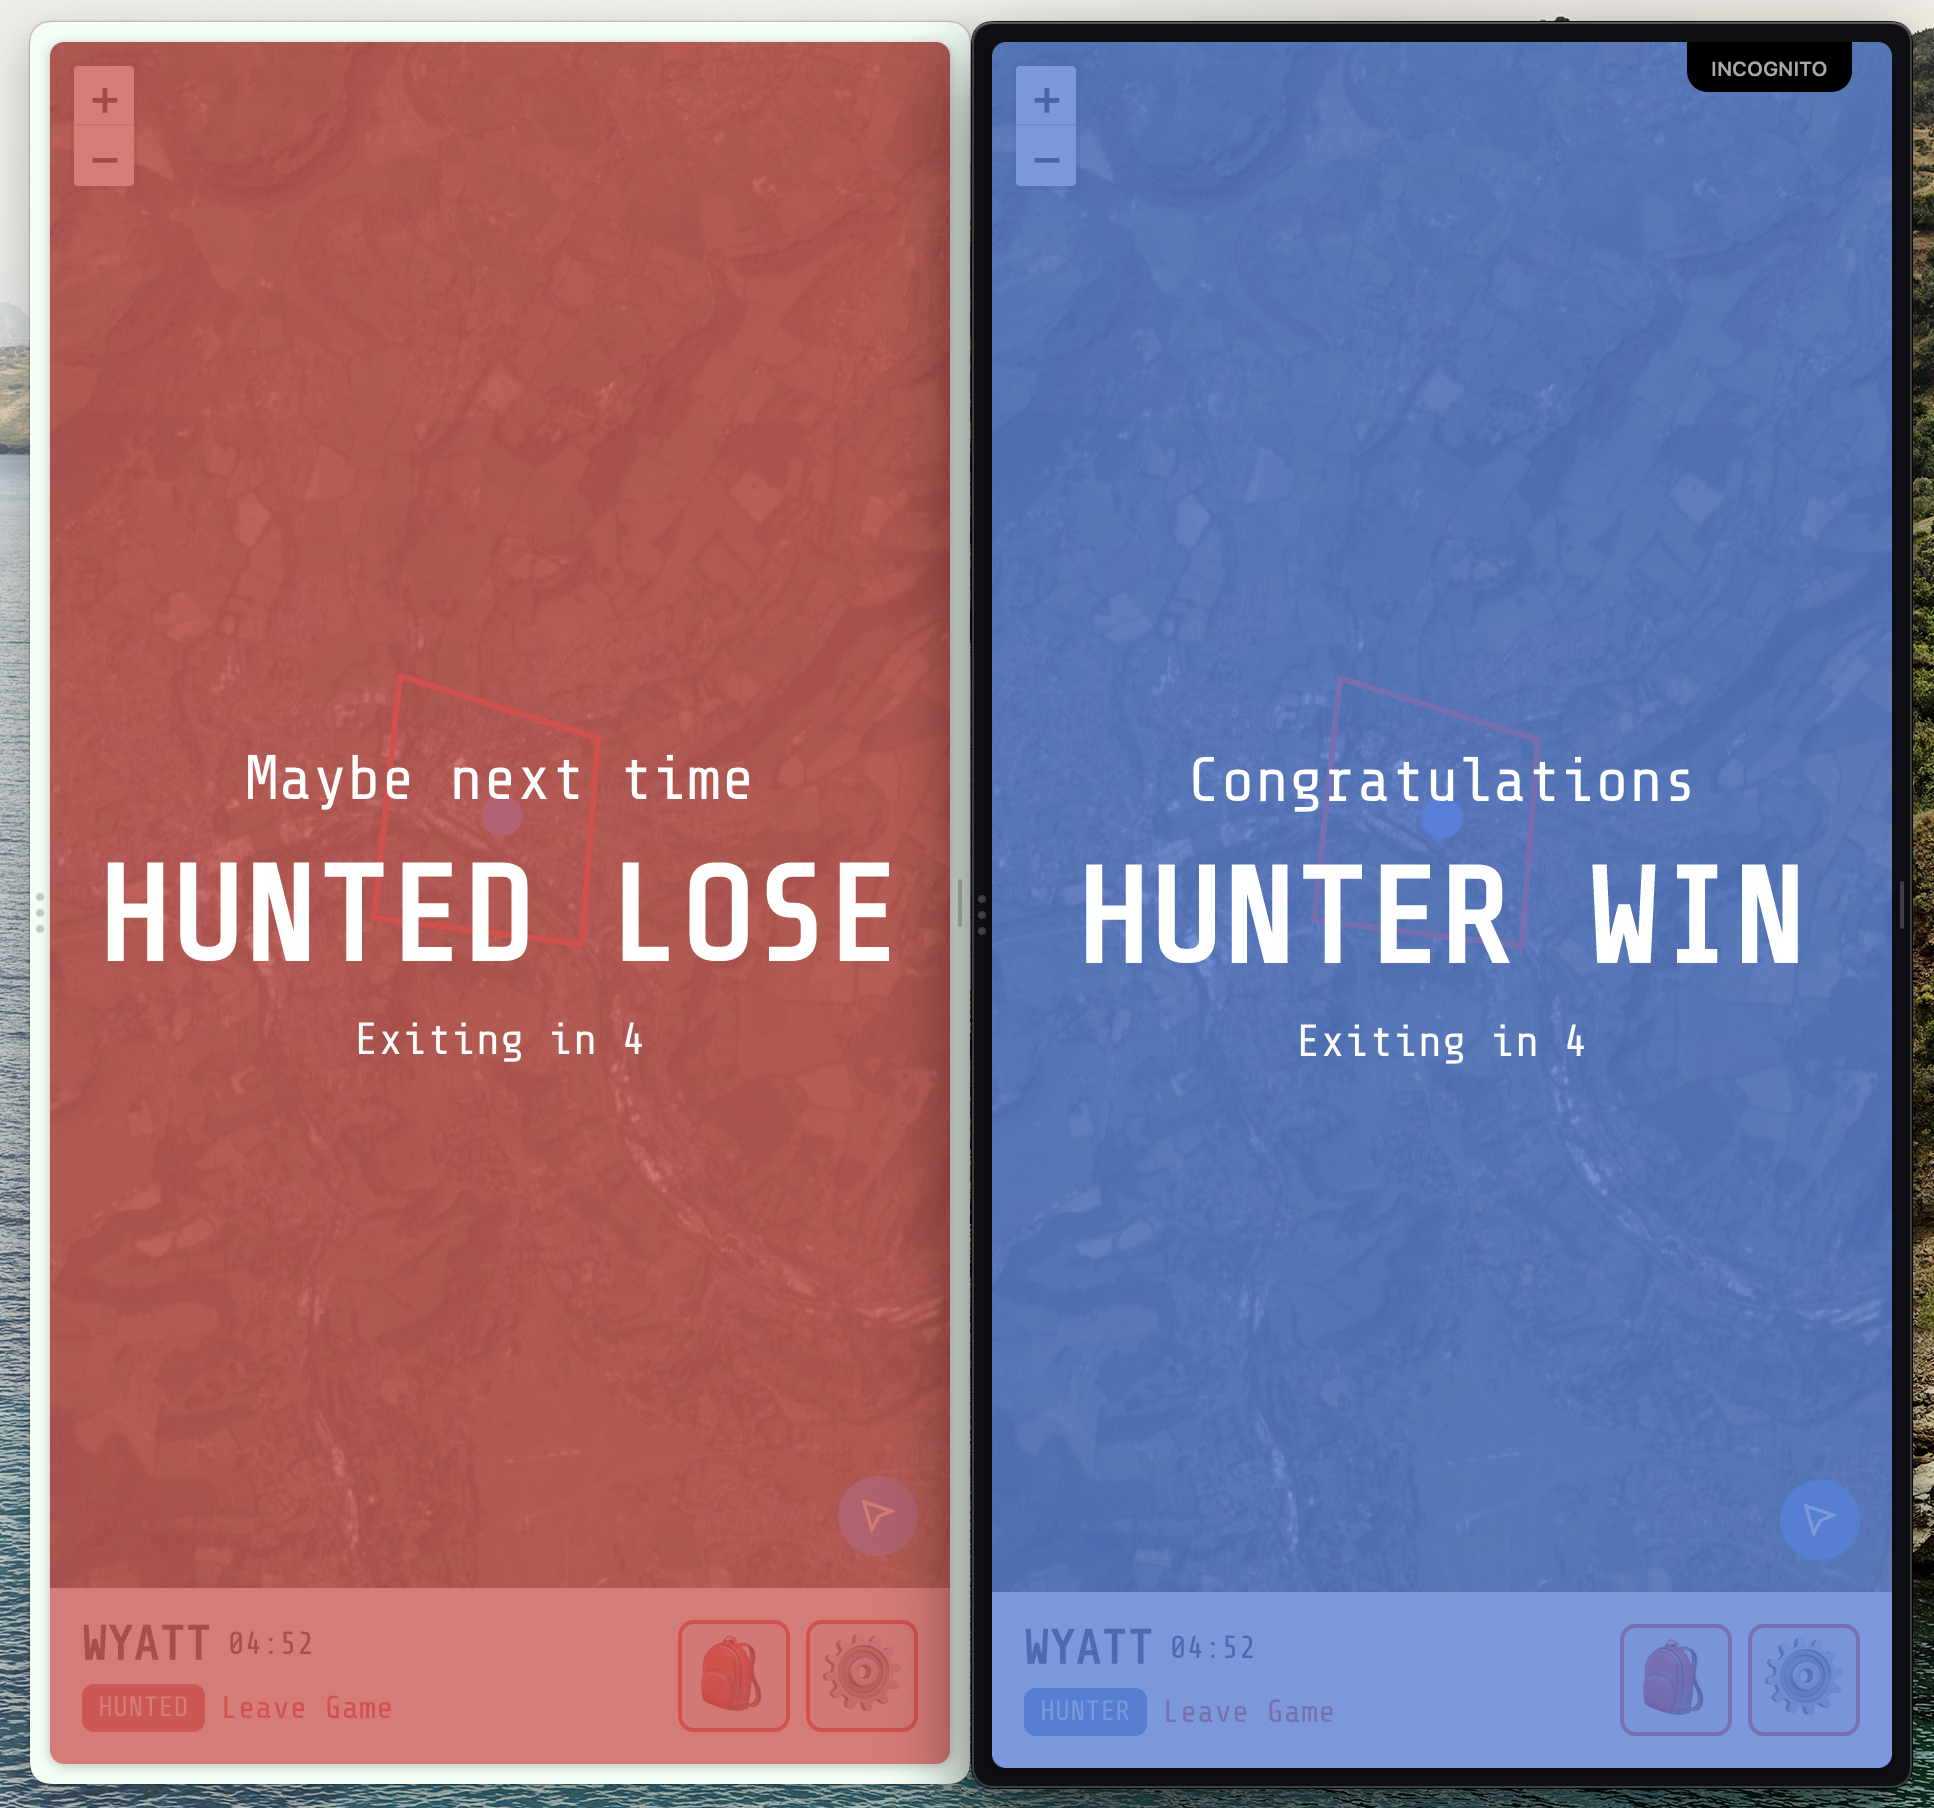 +
−
Maybe next time
HUNTED LOSE
Exiting in 4
WYATT 04:52
HUNTED Leave Game
INCOGNITO
+
−
Congratulations
HUNTER WIN
Exiting in 4
WYATT 04:52
HUNTER Leave Game